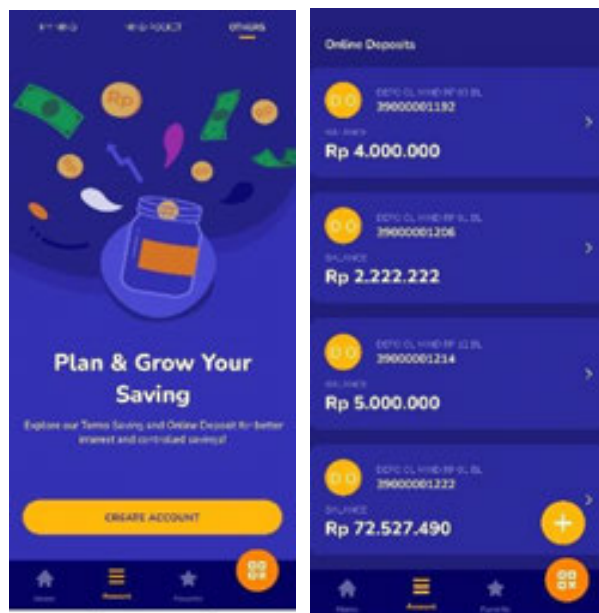 OTHERS
Plan & Grow Your
Saving
Explore our Terms Saving and Online Deposit for better
interest and controlled savings!
CREATE ACCOUNT
Account
Online Deposits
39000001192
BALANCE
Rp 4.000.000
39000001206
BALANCE
Rp 2.222.222
39000001214
BALANCE
Rp 5.000.000
39000001222
BALANCE
Rp 72.527.490
Account